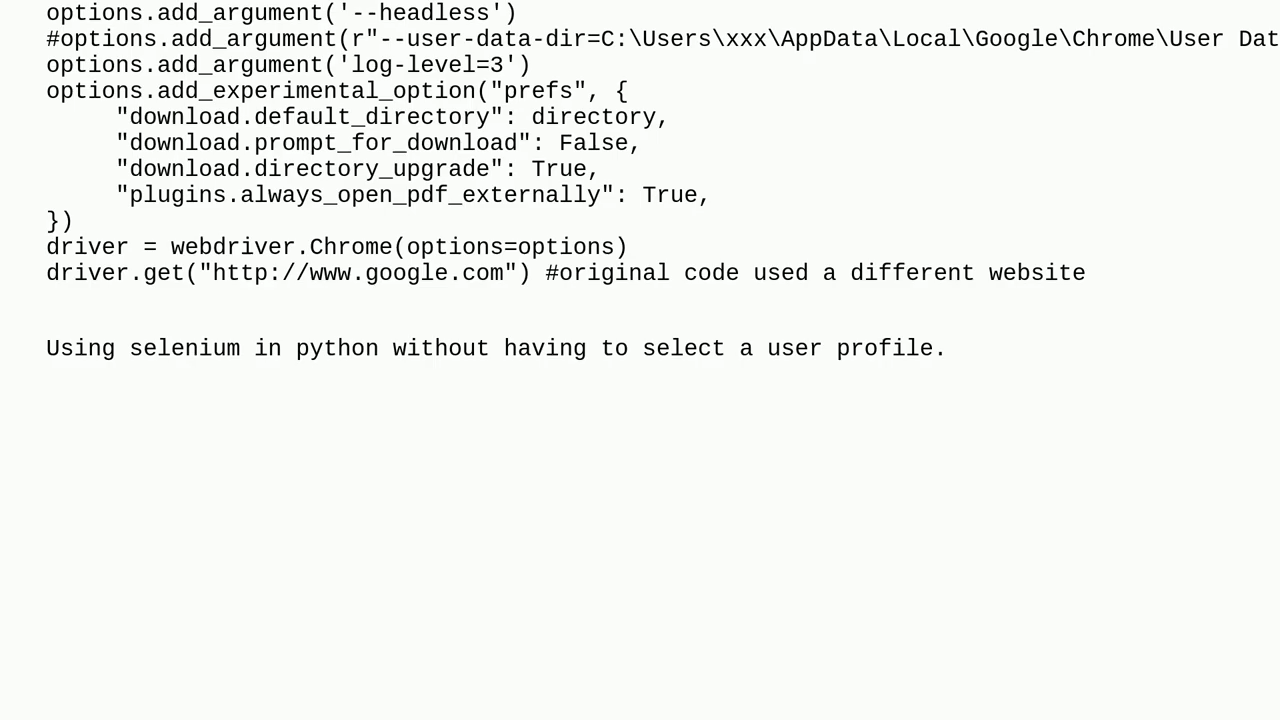 options.add_argument('--headless')
#options.add_argument(r"--user-data-dir=C:\Users\xxx\AppData\Local\Google\Chrome\User Dat
options.add_argument('log-level=3')
options.add_experimental_option("prefs", {
     "download.default_directory": directory,
     "download.prompt_for_download": False,
     "download.directory_upgrade": True,
     "plugins.always_open_pdf_externally": True,
})
driver = webdriver.Chrome(options=options)
driver.get("http://www.google.com") #original code used a different website
Using selenium in python without having to select a user profile.